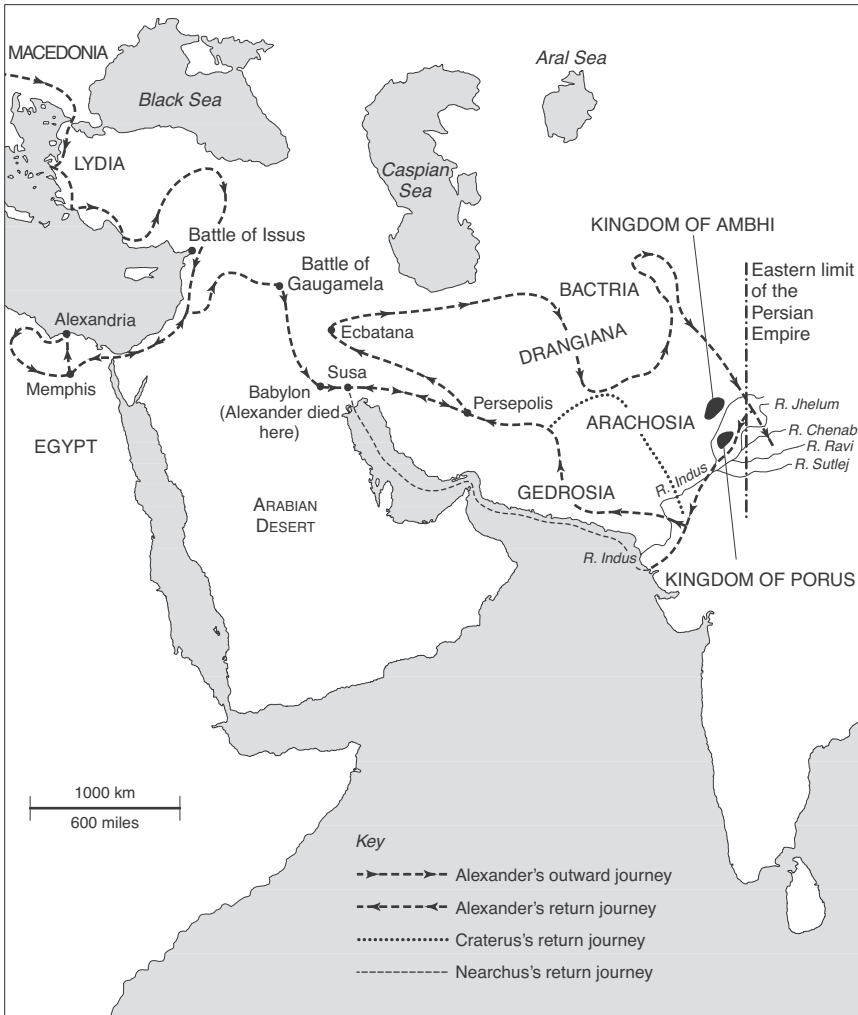 MACEDONIA
Black Sea
Aral Sea
LYDIA
Caspian
Sea
KINGDOM OF AMBHI
Battle of Issus
Battle of
Gaugamela
BACTRIA
Eastern limit
of the
Persian
Empire
Alexandria
Ecbatana
DRANGIANA
Memphis
Susa
Babylon
(Alexander died
here)
Persepolis
ARACHOSIA
R. Jhelum
R. Chenab
R. Ravi
R. Sutlej
EGYPT
R. Indus
GEDROSIA
ARABIAN
DESERT
R. Indus
KINGDOM OF PORUS
1000 km
600 miles
Key
Alexander's outward journey
Alexander's return journey
Craterus's return journey
Nearchus's return journey